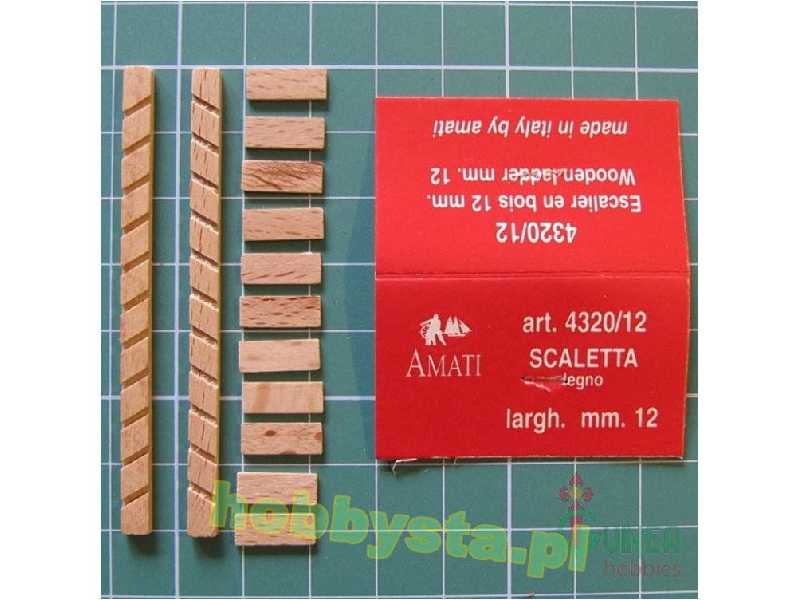 made in italy by amati
Wooden ladder mm. 12
Escalier en bois 12 mm.
4320/12
AMATI
art. 4320/12
SCALETTA
legno
largh. mm. 12
hobbysta.pl
hobbies